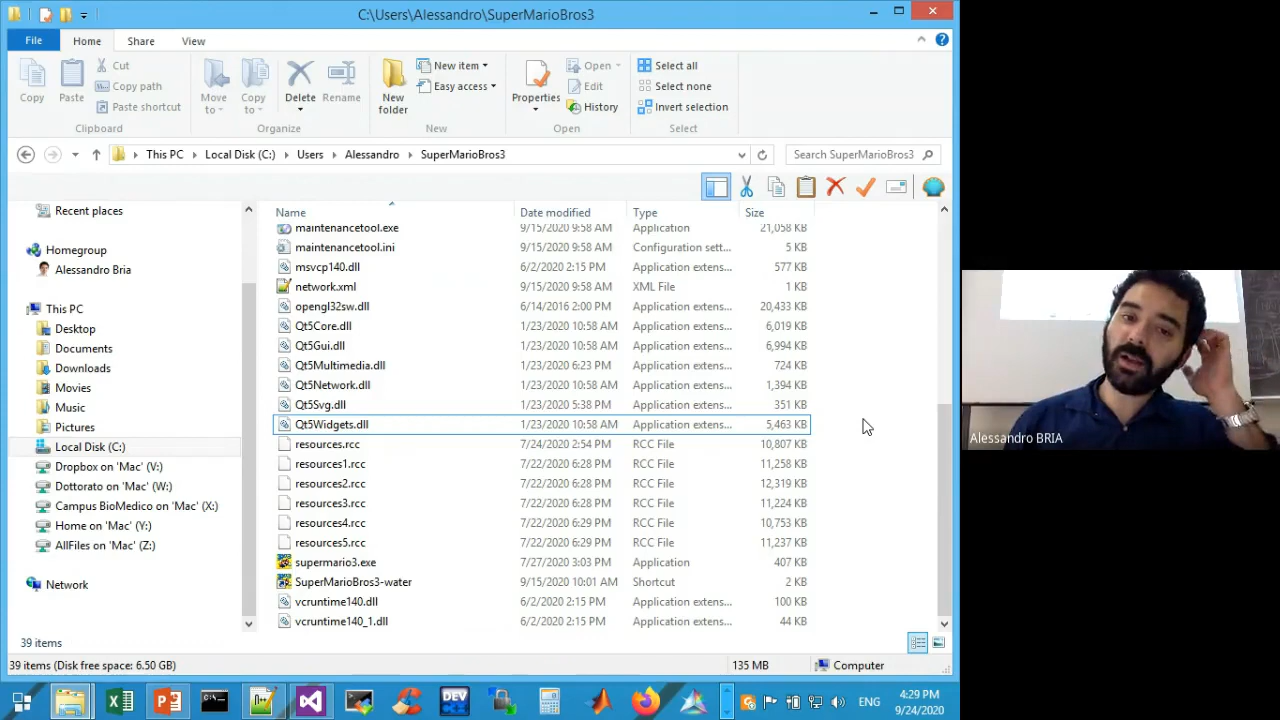 C:\Users\Alessandro\SuperMarioBros3
File Home Share View
Copy
Paste
Cut
Copy path
Paste shortcut
Clipboard
Move to
Copy to
Delete
Rename
Organize
New folder
New item
Easy access
New
Properties
Open
Edit
History
Open
Select all
Select none
Invert selection
Select
This PC Local Disk (C:) Users Alessandro SuperMarioBros3
Search SuperMarioBros3
Recent places
Homegroup
Alessandro Bria
This PC
Desktop
Documents
Downloads
Movies
Music
Pictures
Local Disk (C:)
Dropbox on 'Mac' (V:)
Dottorato on 'Mac' (W:)
Campus BioMedico on 'Mac' (X:)
Home on 'Mac' (Y:)
AllFiles on 'Mac' (Z:)
Network
Name Date modified Type Size
maintenancetool.exe 9/15/2020 9:58 AM Application 21,058 KB
maintenancetool.ini 9/15/2020 9:58 AM Configuration sett... 5 KB
msvcp140.dll 6/2/2020 2:15 PM Application extens... 577 KB
network.xml 9/15/2020 9:58 AM XML File 1 KB
opengl32sw.dll 6/14/2016 2:00 PM Application extens... 20,433 KB
Qt5Core.dll 1/23/2020 10:58 AM Application extens... 6,019 KB
Qt5Gui.dll 1/23/2020 10:58 AM Application extens... 6,994 KB
Qt5Multimedia.dll 1/23/2020 6:23 PM Application extens... 724 KB
Qt5Network.dll 1/23/2020 10:58 AM Application extens... 1,394 KB
Qt5Svg.dll 1/23/2020 5:38 PM Application extens... 351 KB
Qt5Widgets.dll 1/23/2020 10:58 AM Application extens... 5,463 KB
resources.rcc 7/24/2020 2:54 PM RCC File 10,807 KB
resources1.rcc 7/22/2020 6:28 PM RCC File 11,258 KB
resources2.rcc 7/22/2020 6:28 PM RCC File 12,319 KB
resources3.rcc 7/22/2020 6:28 PM RCC File 11,224 KB
resources4.rcc 7/22/2020 6:29 PM RCC File 10,753 KB
resources5.rcc 7/22/2020 6:29 PM RCC File 11,237 KB
supermario3.exe 7/27/2020 3:03 PM Application 407 KB
SuperMarioBros3-water 9/15/2020 10:01 AM Shortcut 2 KB
vcruntime140.dll 6/2/2020 2:15 PM Application extens... 100 KB
vcruntime140_1.dll 6/2/2020 2:15 PM Application extens... 44 KB
39 items
39 items (Disk free space: 6.50 GB) 135 MB Computer
DEV
ENG
4:29 PM
9/24/2020
Alessandro BRIA